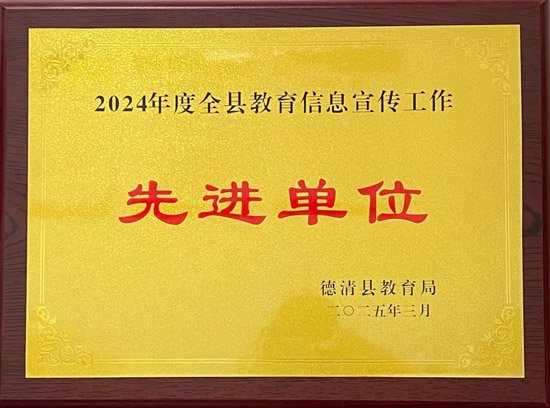 2024年度全县教育信息宣传工作
先进单位
德清县教育局
二〇二五年三月